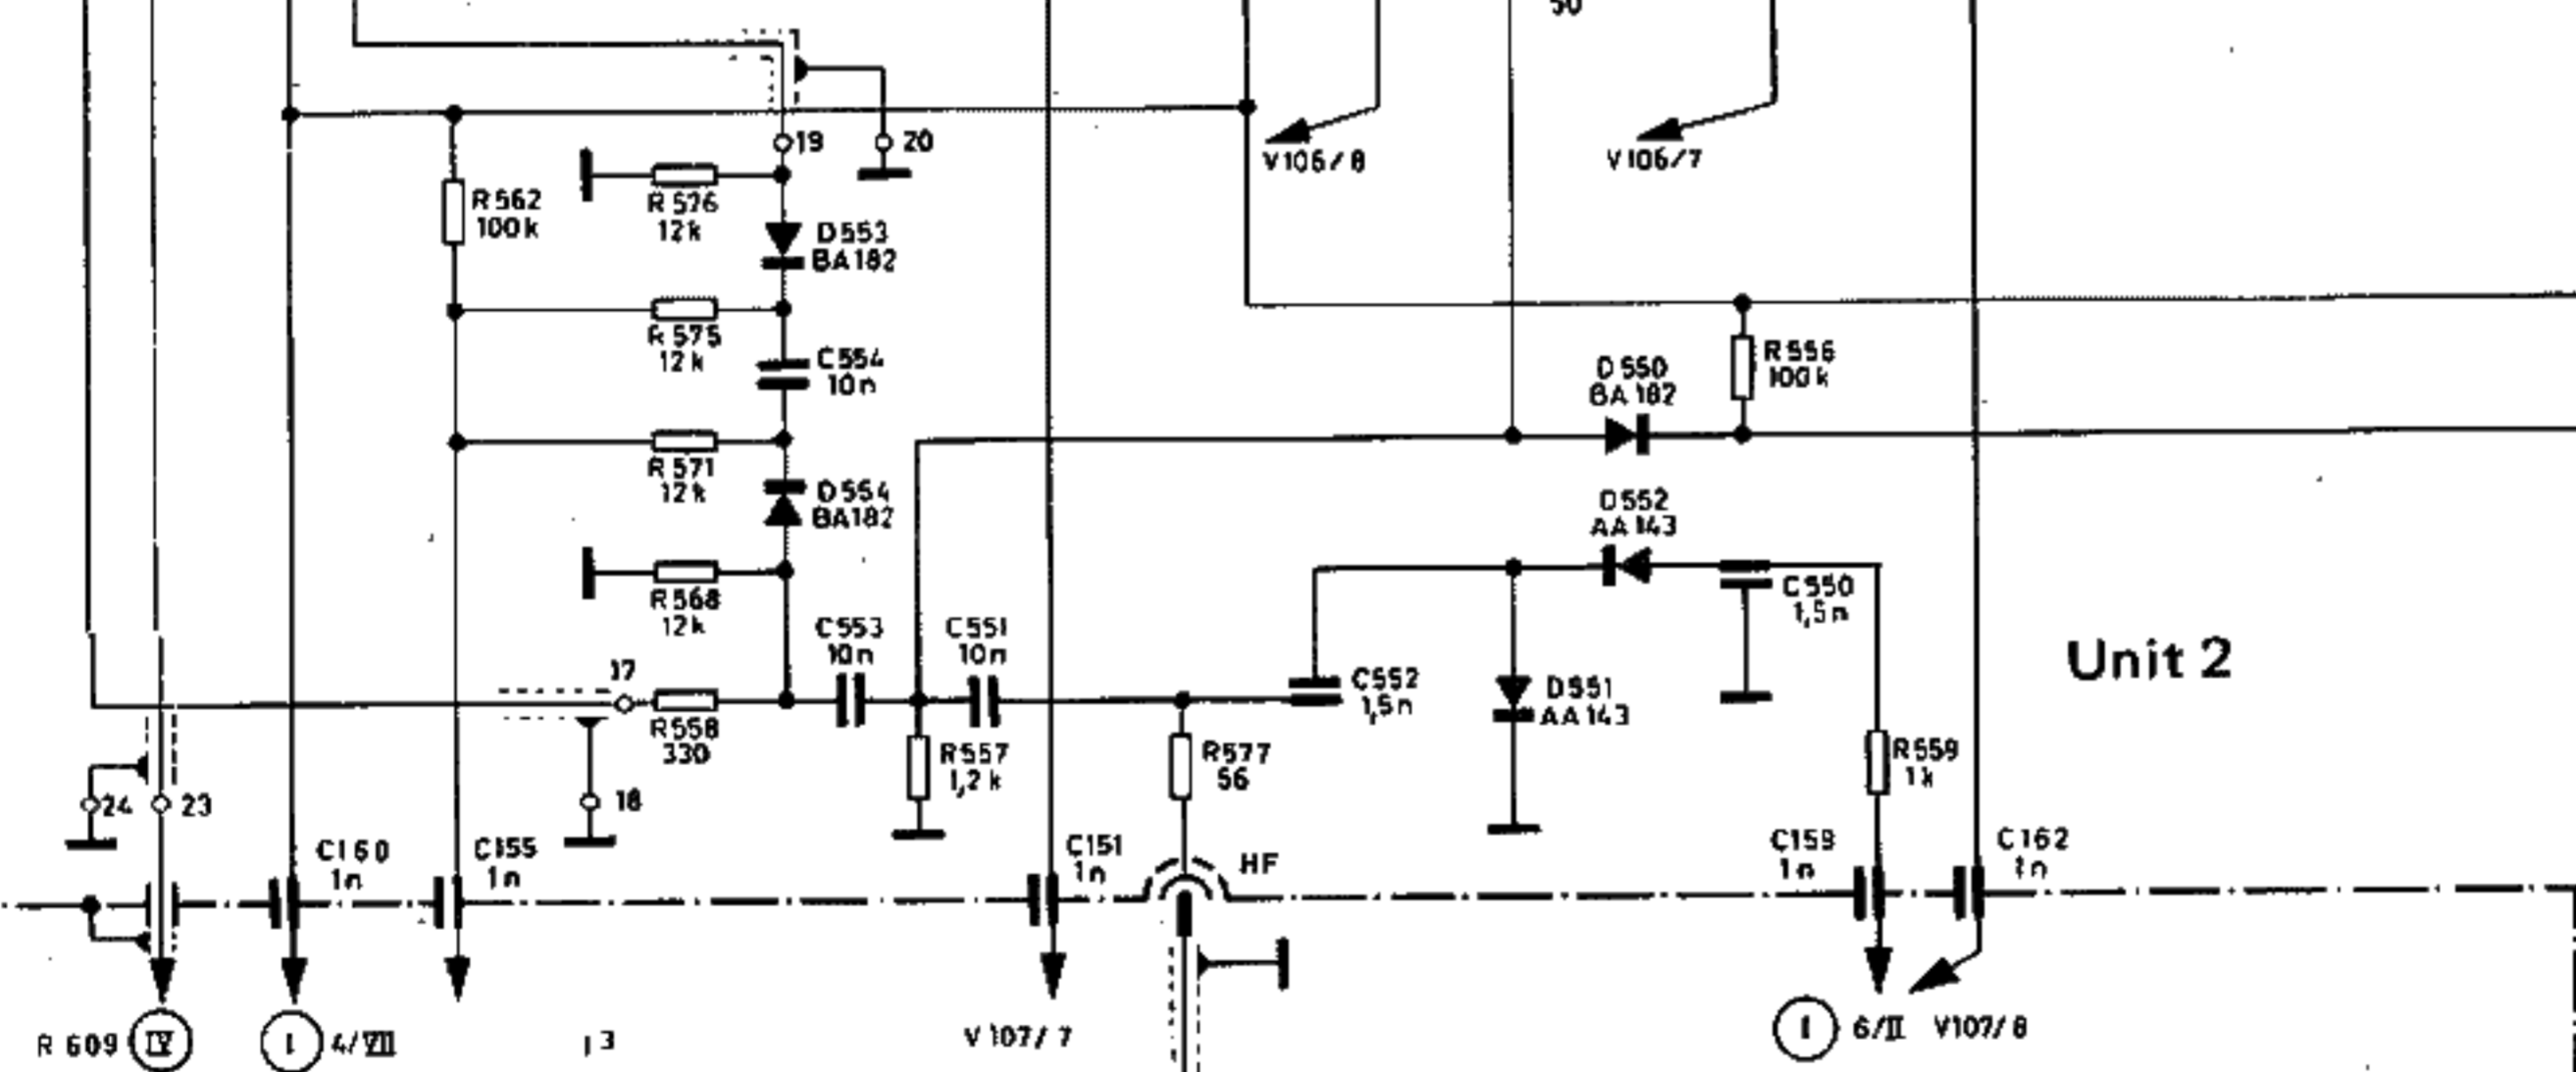 50
19
20
V106/8
V106/7
R562
100k
R576
12k
D553
BA182
R575
12k
C554
10n
D550
BA182
R556
100k
R571
12k
D554
BA182
D552
AA143
R568
12k
C553
10n
C551
10n
C550
1,5n
Unit 2
17
R558
330
C552
1,5n
D551
AA143
R557
1,2k
R577
56
R559
1k
24
23
18
C160
1n
C155
1n
C151
1n
HF
C159
1n
C162
1n
R609 IV
I 4/VII
V107/7
I 6/II
V107/8